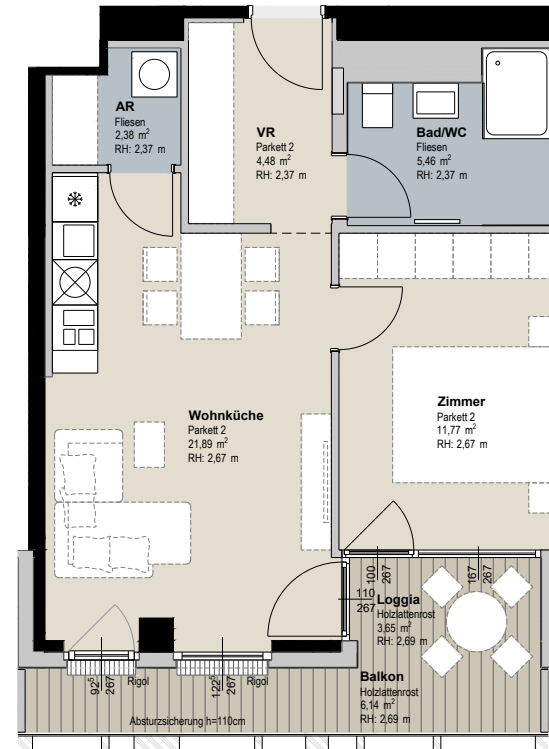 AR
Fliesen
2,38 m²
RH: 2,37 m
VR
Parkett 2
4,48 m²
RH: 2,37 m
Bad/WC
Fliesen
5,46 m²
RH: 2,37 m
Wohnküche
Parkett 2
21,89 m²
RH: 2,67 m
Zimmer
Parkett 2
11,77 m²
RH: 2,67 m
100
267
167
267
110
267
Loggia
Holzlattenrost
3,65 m²
RH: 2,69 m
Balkon
Holzlattenrost
6,14 m²
RH: 2,69 m
92⁵
267
Rigol
122⁵
267
Rigol
Absturzsicherung h=110cm